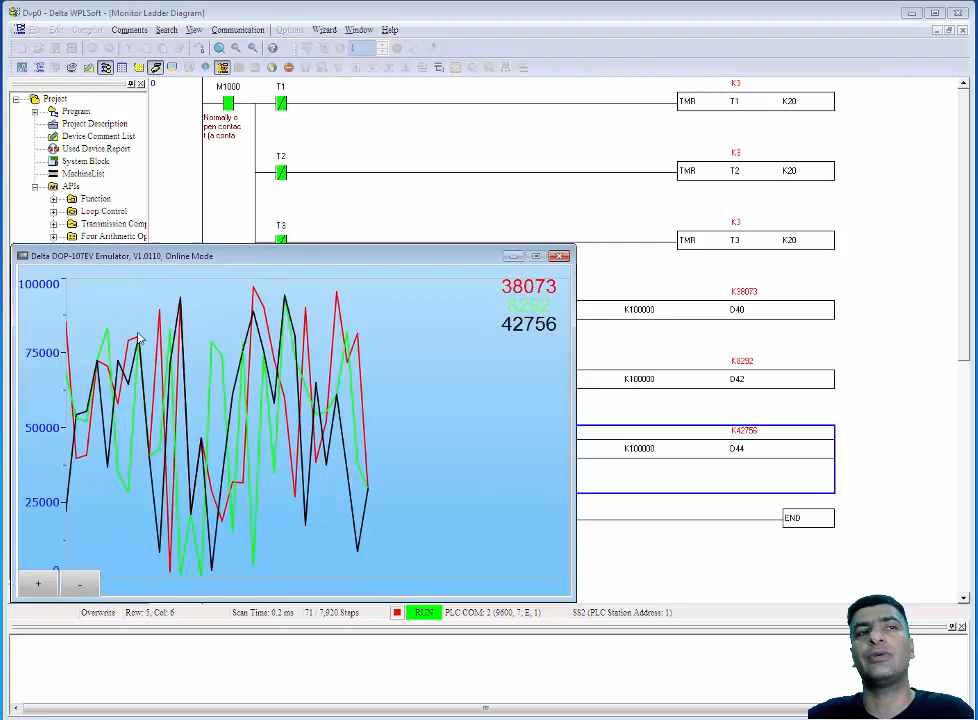 Dvp0 - Delta WPLSoft - [Monitor Ladder Diagram]
File Edit Compiler Comments Search View Communication Options Wizard Window Help
1
Project
Program
Project Description
Device Comment List
Used Device Report
System Block
MachineList
APIs
Function
Loop Control
Transmission Comp
Four Arithmetic Op
0
M1000 T1 K3
TMR T1 K20
Normally o
pen contac
t (a conta
T2 K3
TMR T2 K20
T3 K3
TMR T3 K20
K38073
K100000 D40
K8292
K100000 D42
K42756
K100000 D44
END
Delta DOP-107EV Emulator, V1.0110, Online Mode
100000
75000
50000
25000
0
38073
8292
42756
+ -
Overwrite Row: 5, Col: 6 Scan Time: 0.2 ms 71 / 7,920 Steps RUN PLC COM: 2 (9600, 7, E, 1) SS2 (PLC Station Address: 1)